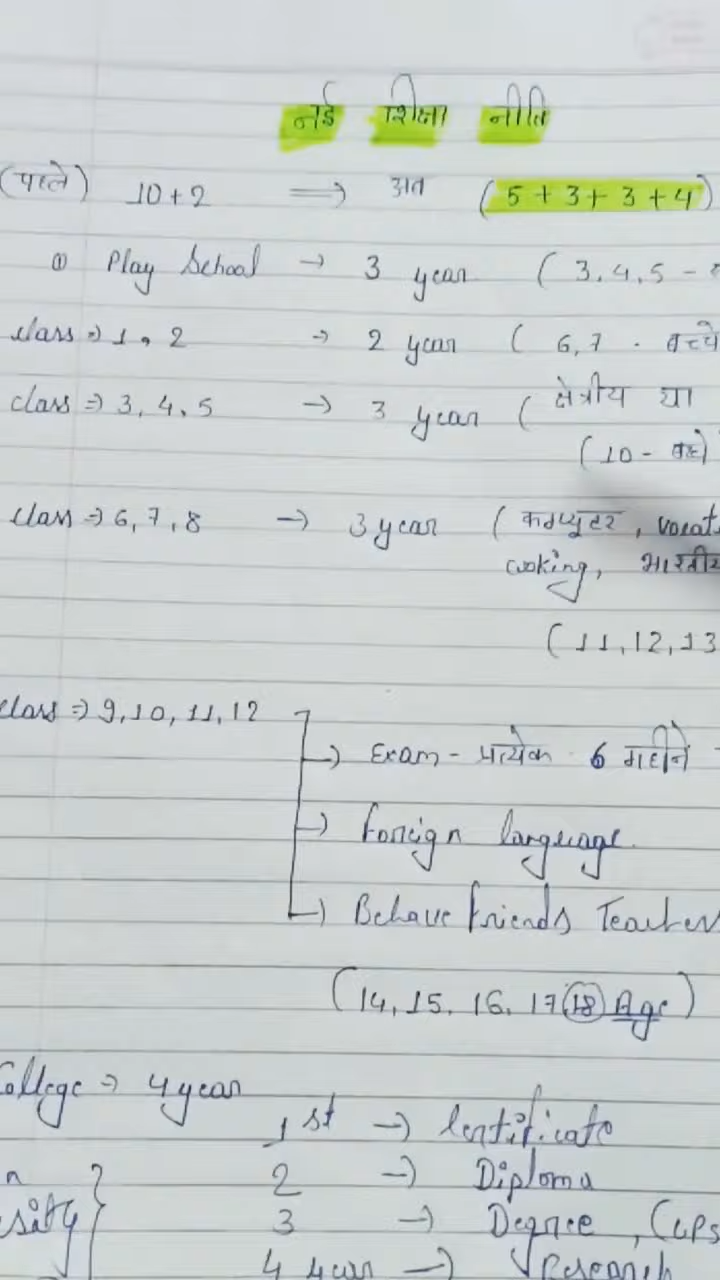 नई शिक्षा नीति
(पहले) 10+2 => अब (5+3+3+4)
① Play School → 3 year (3,4,5 -
class => 1, 2 → 2 year ( 6,7 - बच्चे
class => 3, 4, 5 → 3 year ( क्षेत्रीय या
(10 -
class => 6, 7, 8 → 3 year ( कम्प्यूटर,
cooking,
(11,12,13
class => 9,10,11,12
→ Exam - प्रत्येक 6 महीने
→ Foreign language
→ Behave friends Teacher
(14, 15, 16, 17 18 Age)
College => 4 year
1st → Certificate
2 → Diploma
3 → Degree,
4 year → Research